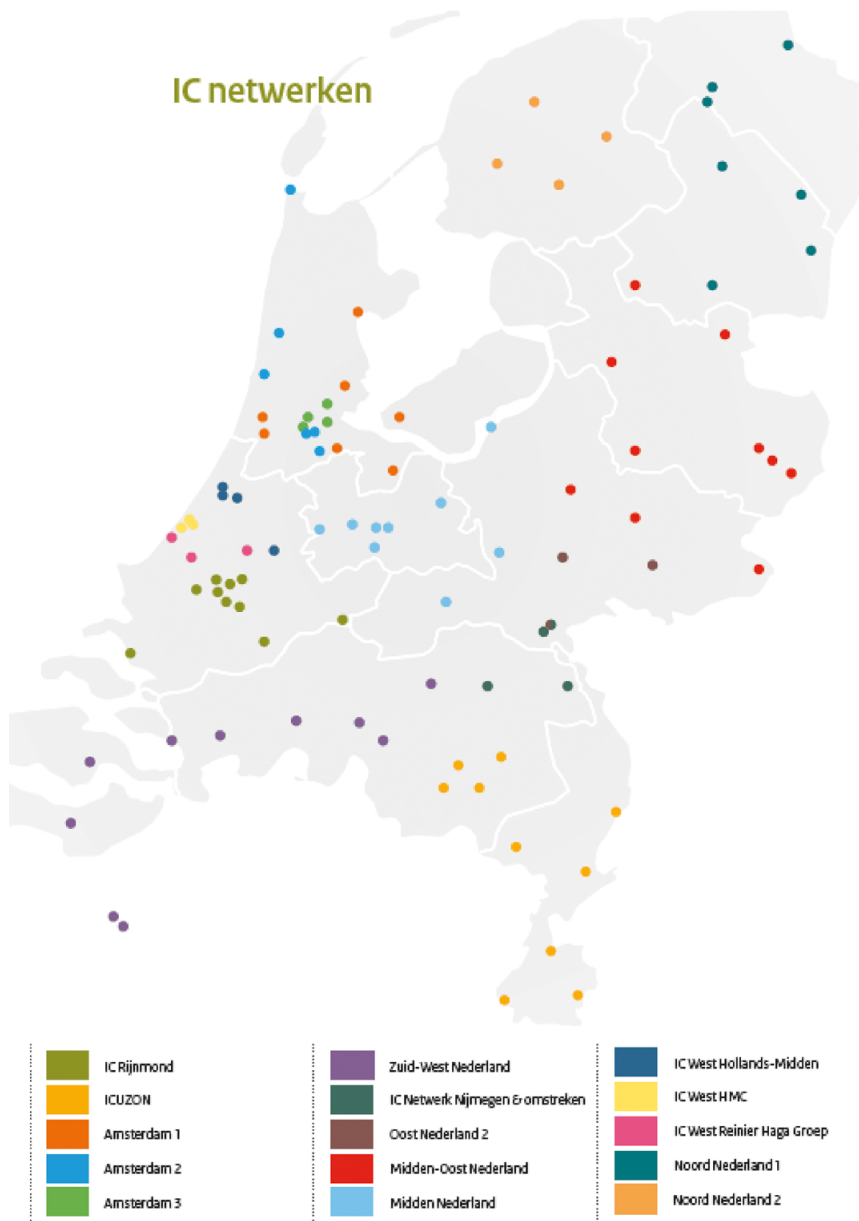 IC netwerken
IC Rijnmond
ICUZON
Amsterdam 1
Amsterdam 2
Amsterdam 3
Zuid-West Nederland
IC Netwerk Nijmegen & omstreken
Oost Nederland 2
Midden-Oost Nederland
Midden Nederland
IC West Hollands-Midden
IC West HMC
IC West Reinier Haga Groep
Noord Nederland 1
Noord Nederland 2